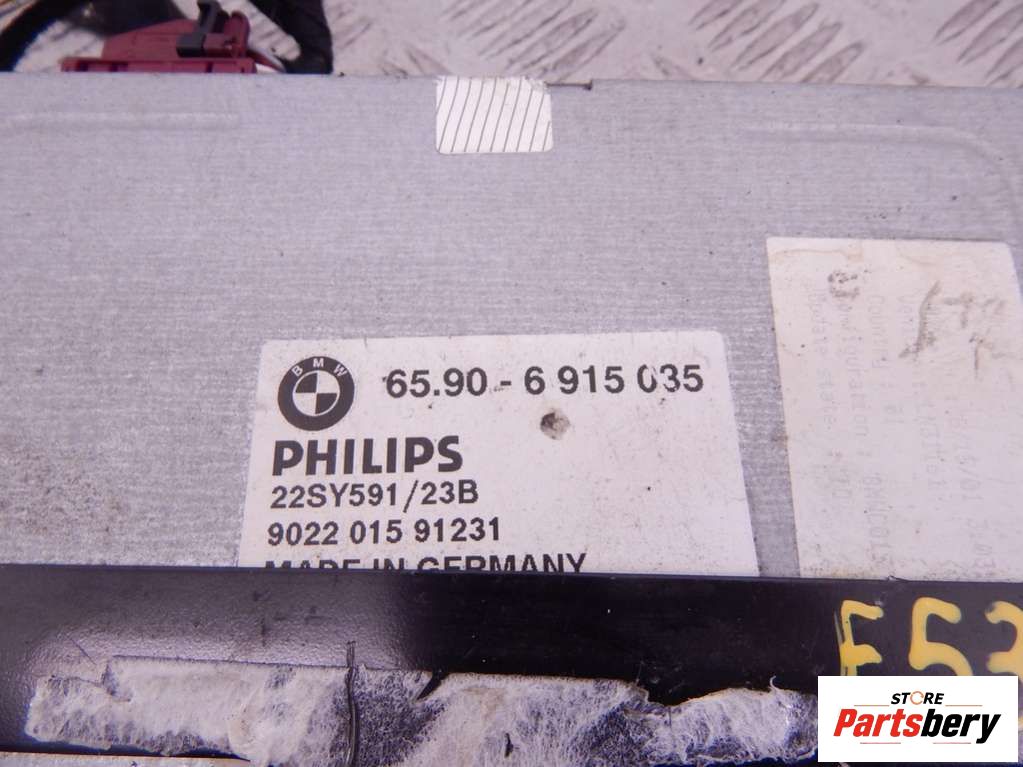 BMW
65.90 - 6 915 035
PHILIPS
22SY591/23B
9022 015 91231
MADE IN GERMANY
E53
STORE
Partsbery